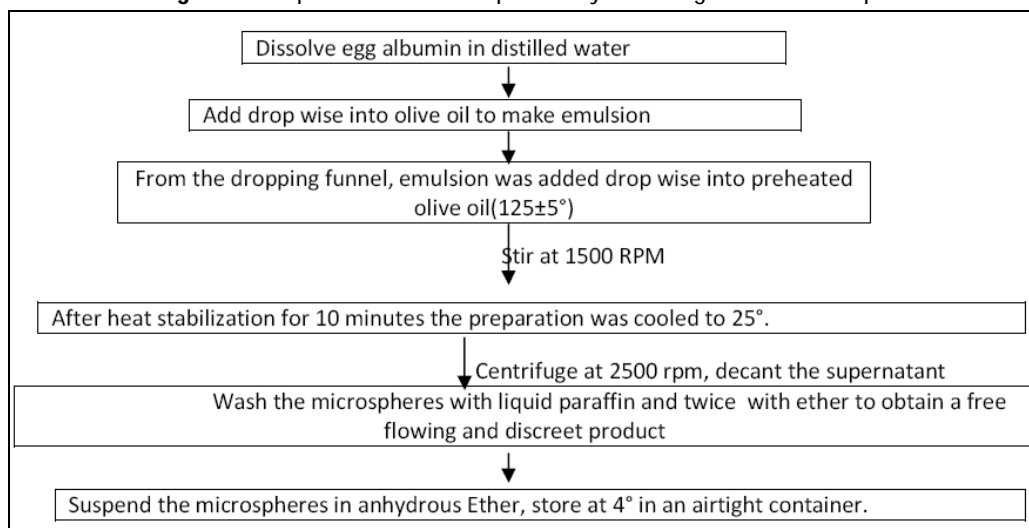 Dissolve egg albumin in distilled water
Add drop wise into olive oil to make emulsion
From the dropping funnel, emulsion was added drop wise into preheated
olive oil(125±5°)
Stir at 1500 RPM
After heat stabilization for 10 minutes the preparation was cooled to 25°.
Centrifuge at 2500 rpm, decant the supernatant
Wash the microspheres with liquid paraffin and twice with ether to obtain a free
flowing and discreet product
Suspend the microspheres in anhydrous Ether, store at 4° in an airtight container.